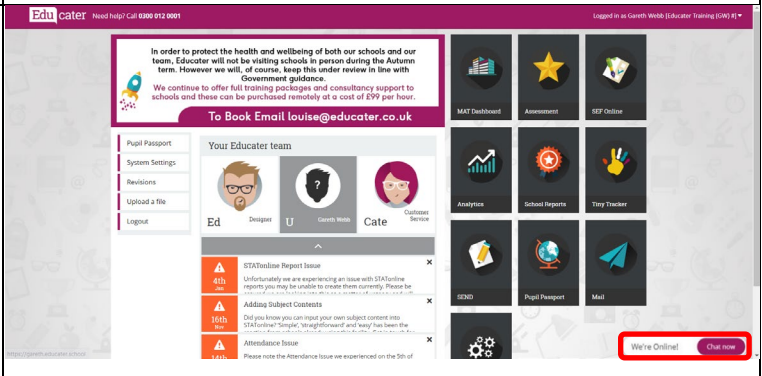 Educater Need help? Call 0300 012 0001
Logged in as Gareth Webb [Educater Training (GW) #]
In order to protect the health and wellbeing of both our schools and our
team, Educater will not be visiting schools in person during the Autumn
term. However we will, of course, keep this under review in line with
Government guidance.
We continue to offer full training packages and consultancy support to
schools and these can be purchased remotely at a cost of £99 per hour.
To Book Email louise@educater.co.uk
MAT Dashboard
Assessment
SEF Online
Pupil Passport
System Settings
Revisions
Upload a file
Logout
Your Educater team
Ed Designer
U Gareth Webb
Cate Customer
Service
Analytics
School Reports
Tiny Tracker
4th
Jan
STATonline Report Issue
Unfortunately we are experiencing an issue with STATonline
reports you may be unable to create them currently. Please be
16th
Nov
Adding Subject Contents
Did you know you can input your own subject content into
STATonline? 'Simple', 'straightforward' and 'easy' has been the
14th
Attendance Issue
Please note the Attendance Issue we experienced on the 5th of
SEND
Pupil Passport
Mail
We're Online!
Chat now
https://gareth.educater.school